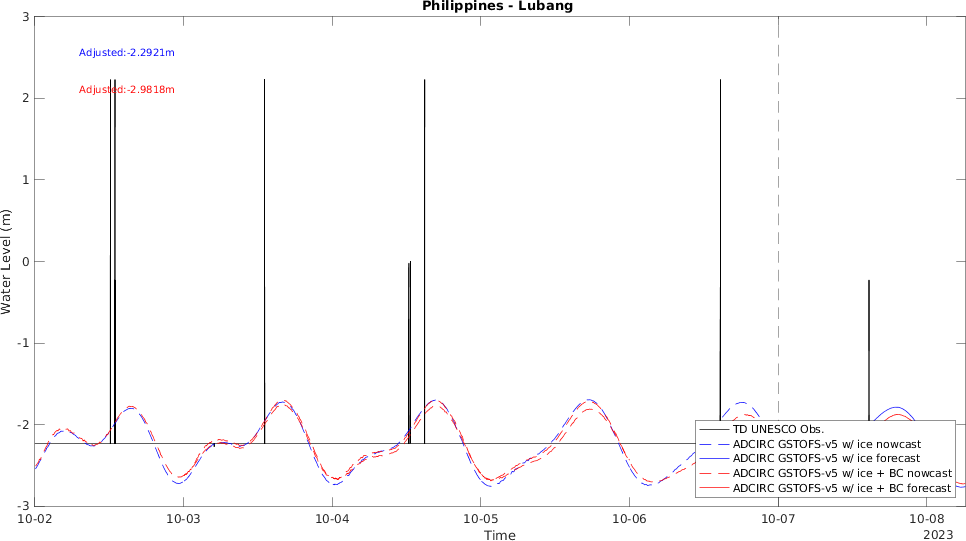 Philippines - Lubang
Adjusted:-2.2921m
Adjusted:-2.9818m
Water Level (m)
3
2
1
0
-1
-2
-3
TD UNESCO Obs.
ADCIRC GSTOFS-v5 w/ ice nowcast
ADCIRC GSTOFS-v5 w/ ice forecast
ADCIRC GSTOFS-v5 w/ ice + BC nowcast
ADCIRC GSTOFS-v5 w/ ice + BC forecast
10-02 10-03 10-04 10-05 10-06 10-07 10-08
Time 2023